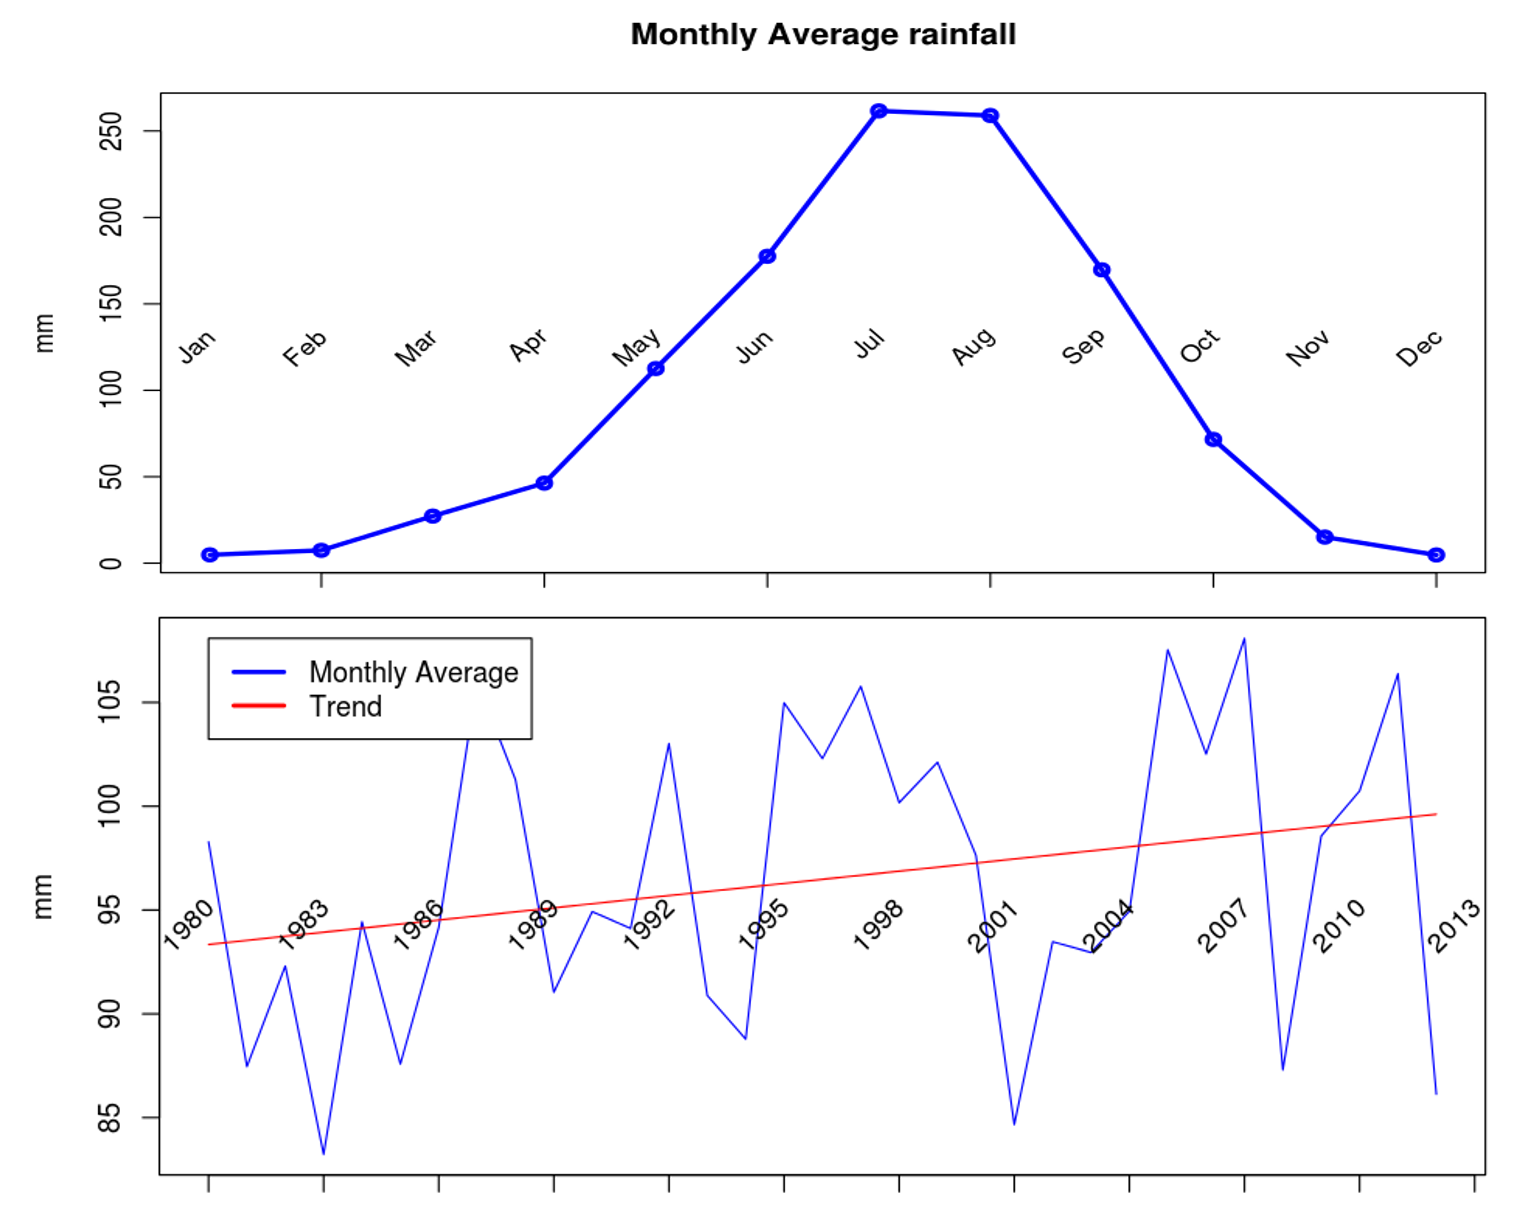 Monthly Average rainfall
mm
250
200
150
100
50
0
Jan Feb Mar Apr May Jun Jul Aug Sep Oct Nov Dec
Monthly Average
Trend
mm
105
100
95
90
85
1980 1983 1986 1989 1992 1995 1998 2001 2004 2007 2010 2013